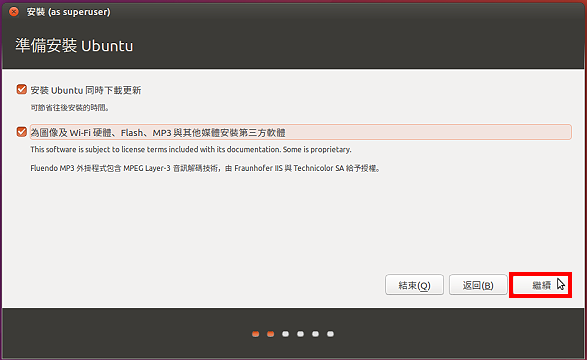 安裝 (as superuser)
準備安裝 Ubuntu
安裝 Ubuntu 同時下載更新
可節省往後安裝的時間。
為圖像及 Wi-Fi 硬體、Flash、MP3 與其他媒體安裝第三方軟體
This software is subject to license terms included with its documentation. Some is proprietary.
Fluendo MP3 外掛程式包含 MPEG Layer-3 音訊解碼技術，由 Fraunhofer IIS 與 Technicolor SA 給予授權。
結束(Q) 返回(B) 繼續